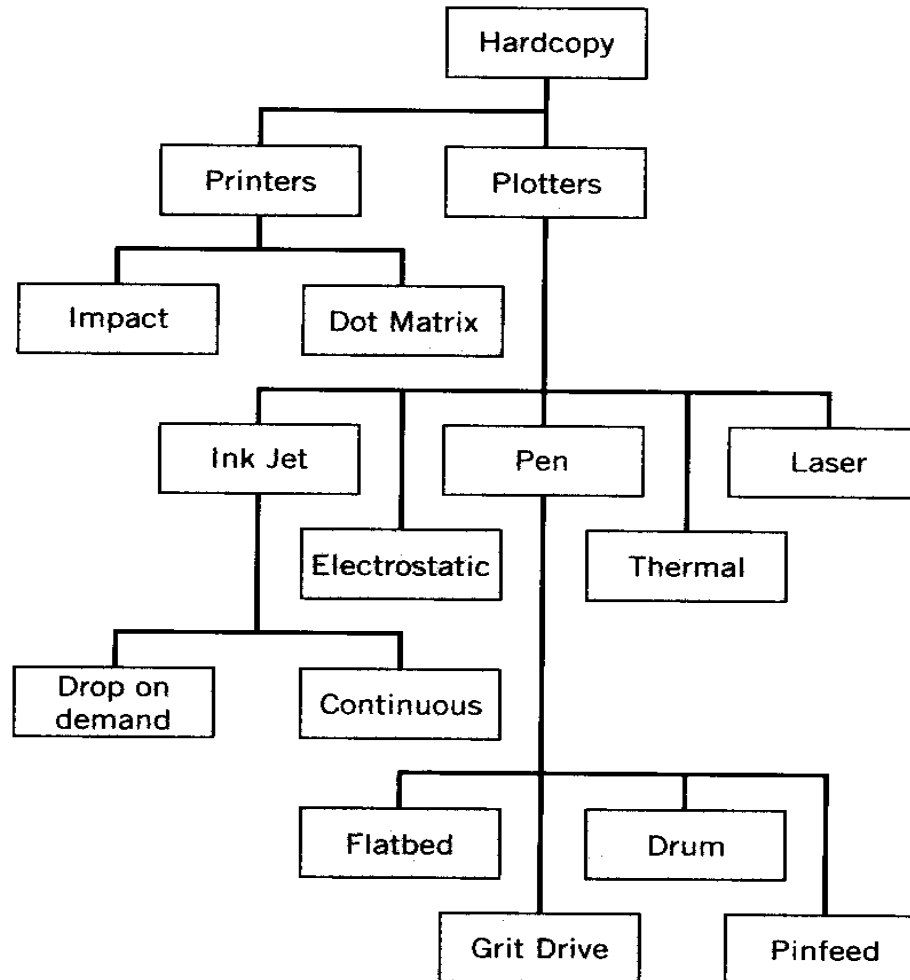 Hardcopy
Printers
Plotters
Impact
Dot Matrix
Ink Jet
Pen
Laser
Electrostatic
Thermal
Drop on
demand
Continuous
Flatbed
Drum
Grit Drive
Pinfeed